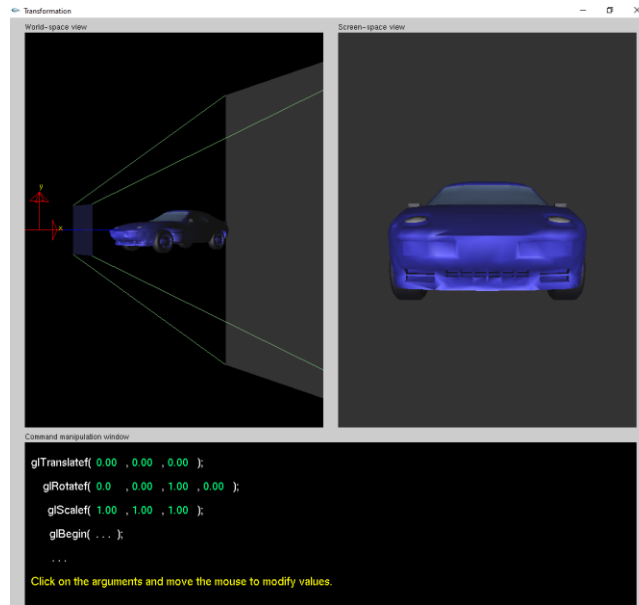 Transformation
World-space view
Screen-space view
y
x
Command manipulation window
glTranslatef( 0.00 , 0.00 , 0.00 );
glRotatef( 0.0 , 0.00 , 1.00 , 0.00 );
glScalef( 1.00 , 1.00 , 1.00 );
glBegin( . . . );
. . .
Click on the arguments and move the mouse to modify values.